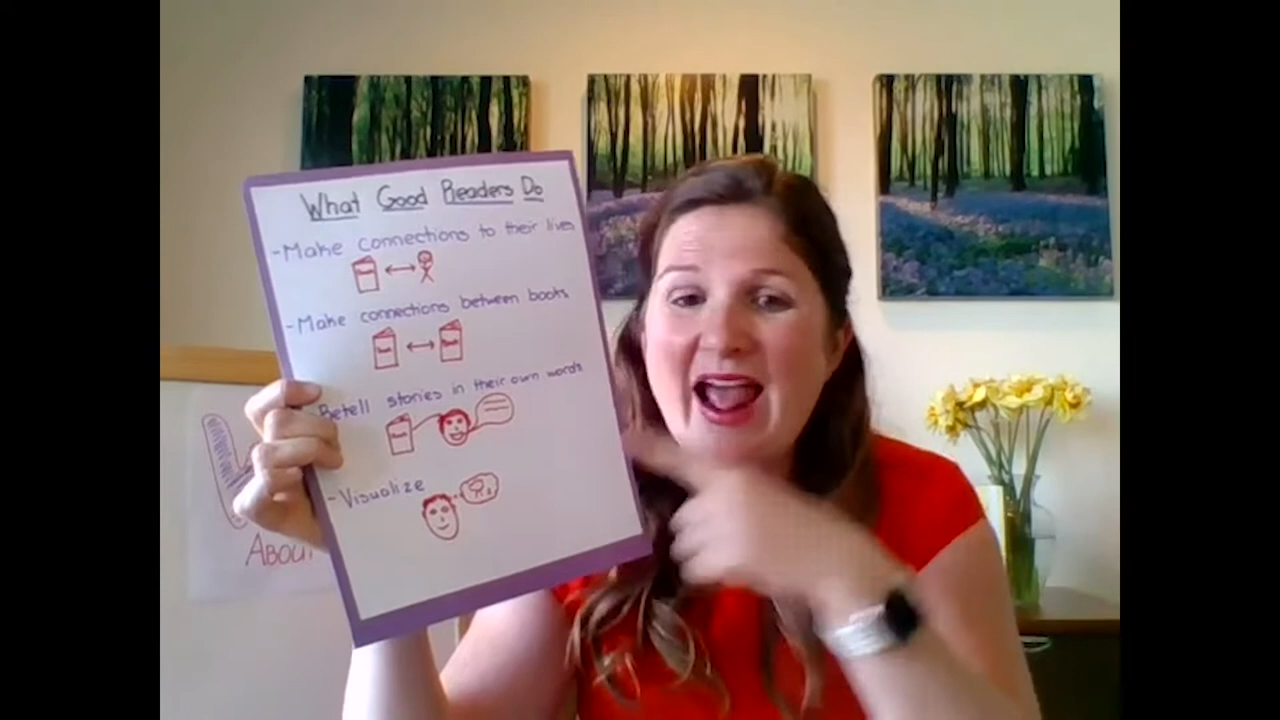 What Good Readers Do
-Make connections to their lives
-Make connections between books
Retell stories in their own words
-Visualize
About